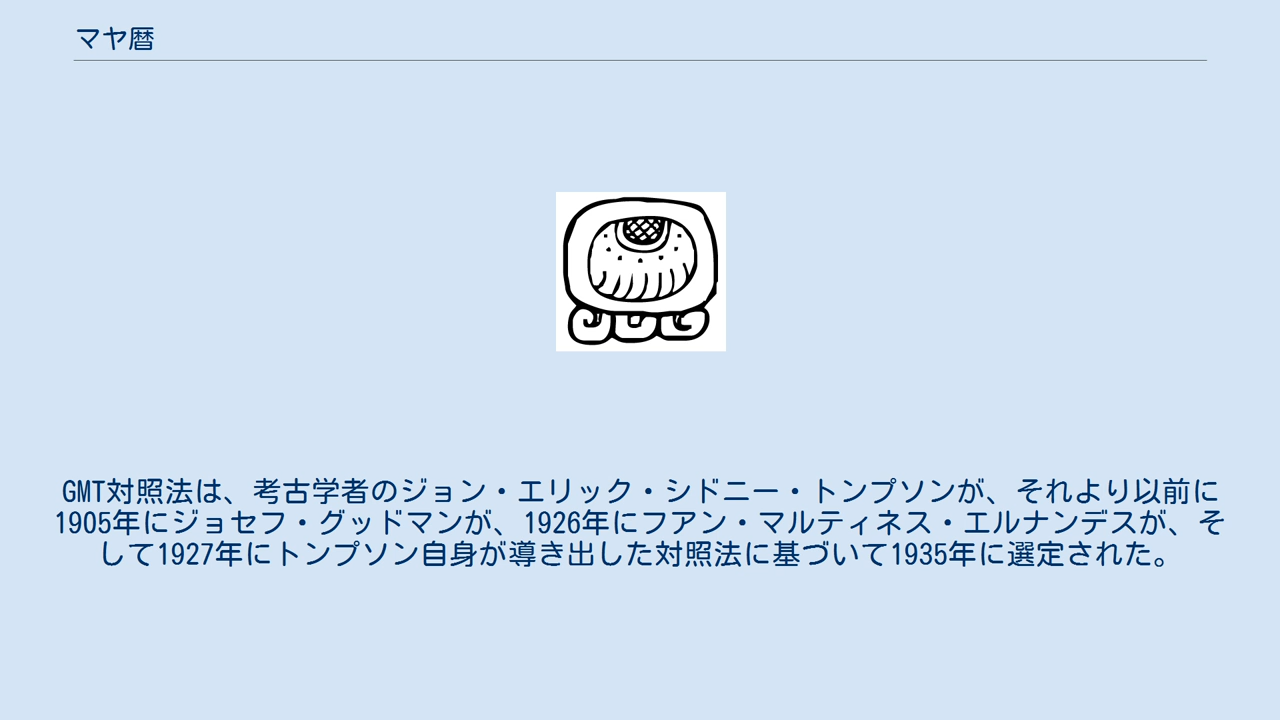 マヤ暦
GMT対照法は、考古学者のジョン・エリック・シドニー・トンプソンが、それより以前に
1905年にジョセフ・グッドマンが、1926年にフアン・マルティネス・エルナンデスが、そ
して1927年にトンプソン自身が導き出した対照法に基づいて1935年に選定された。